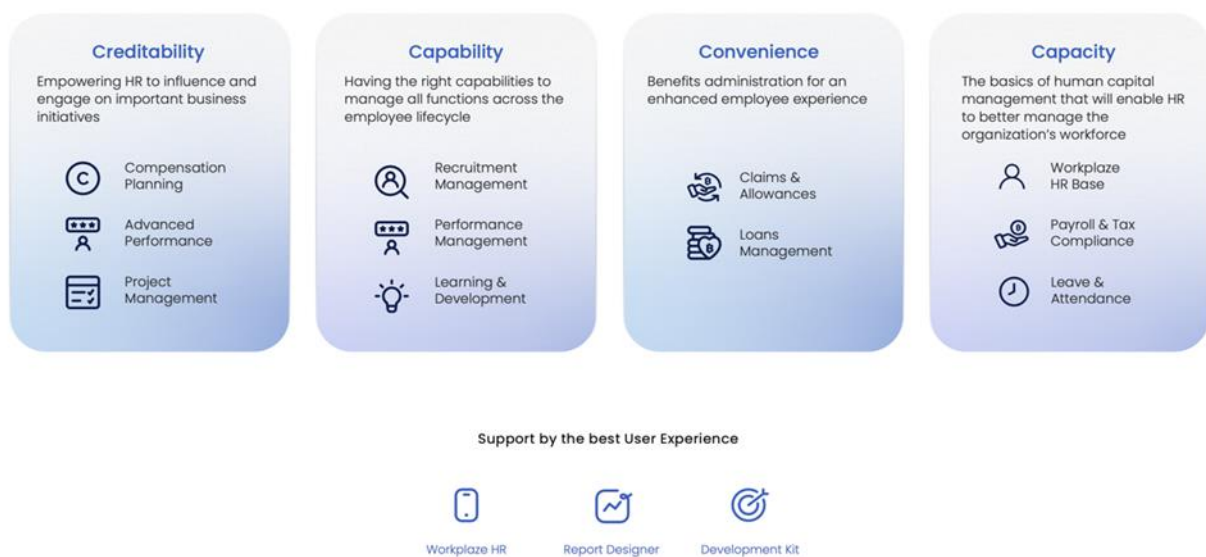 Creditability
Empowering HR to influence and
engage on important business
initiatives
Compensation
Planning
Advanced
Performance
Project
Management
Capability
Having the right capabilities to
manage all functions across the
employee lifecycle
Recruitment
Management
Performance
Management
Learning &
Development
Convenience
Benefits administration for an
enhanced employee experience
Claims &
Allowances
Loans
Management
Capacity
The basics of human capital
management that will enable HR
to better manage the
organization's workforce
Workplaze
HR Base
Payroll & Tax
Compliance
Leave &
Attendance
Support by the best User Experience
Workplaze HR
Report Designer
Development Kit